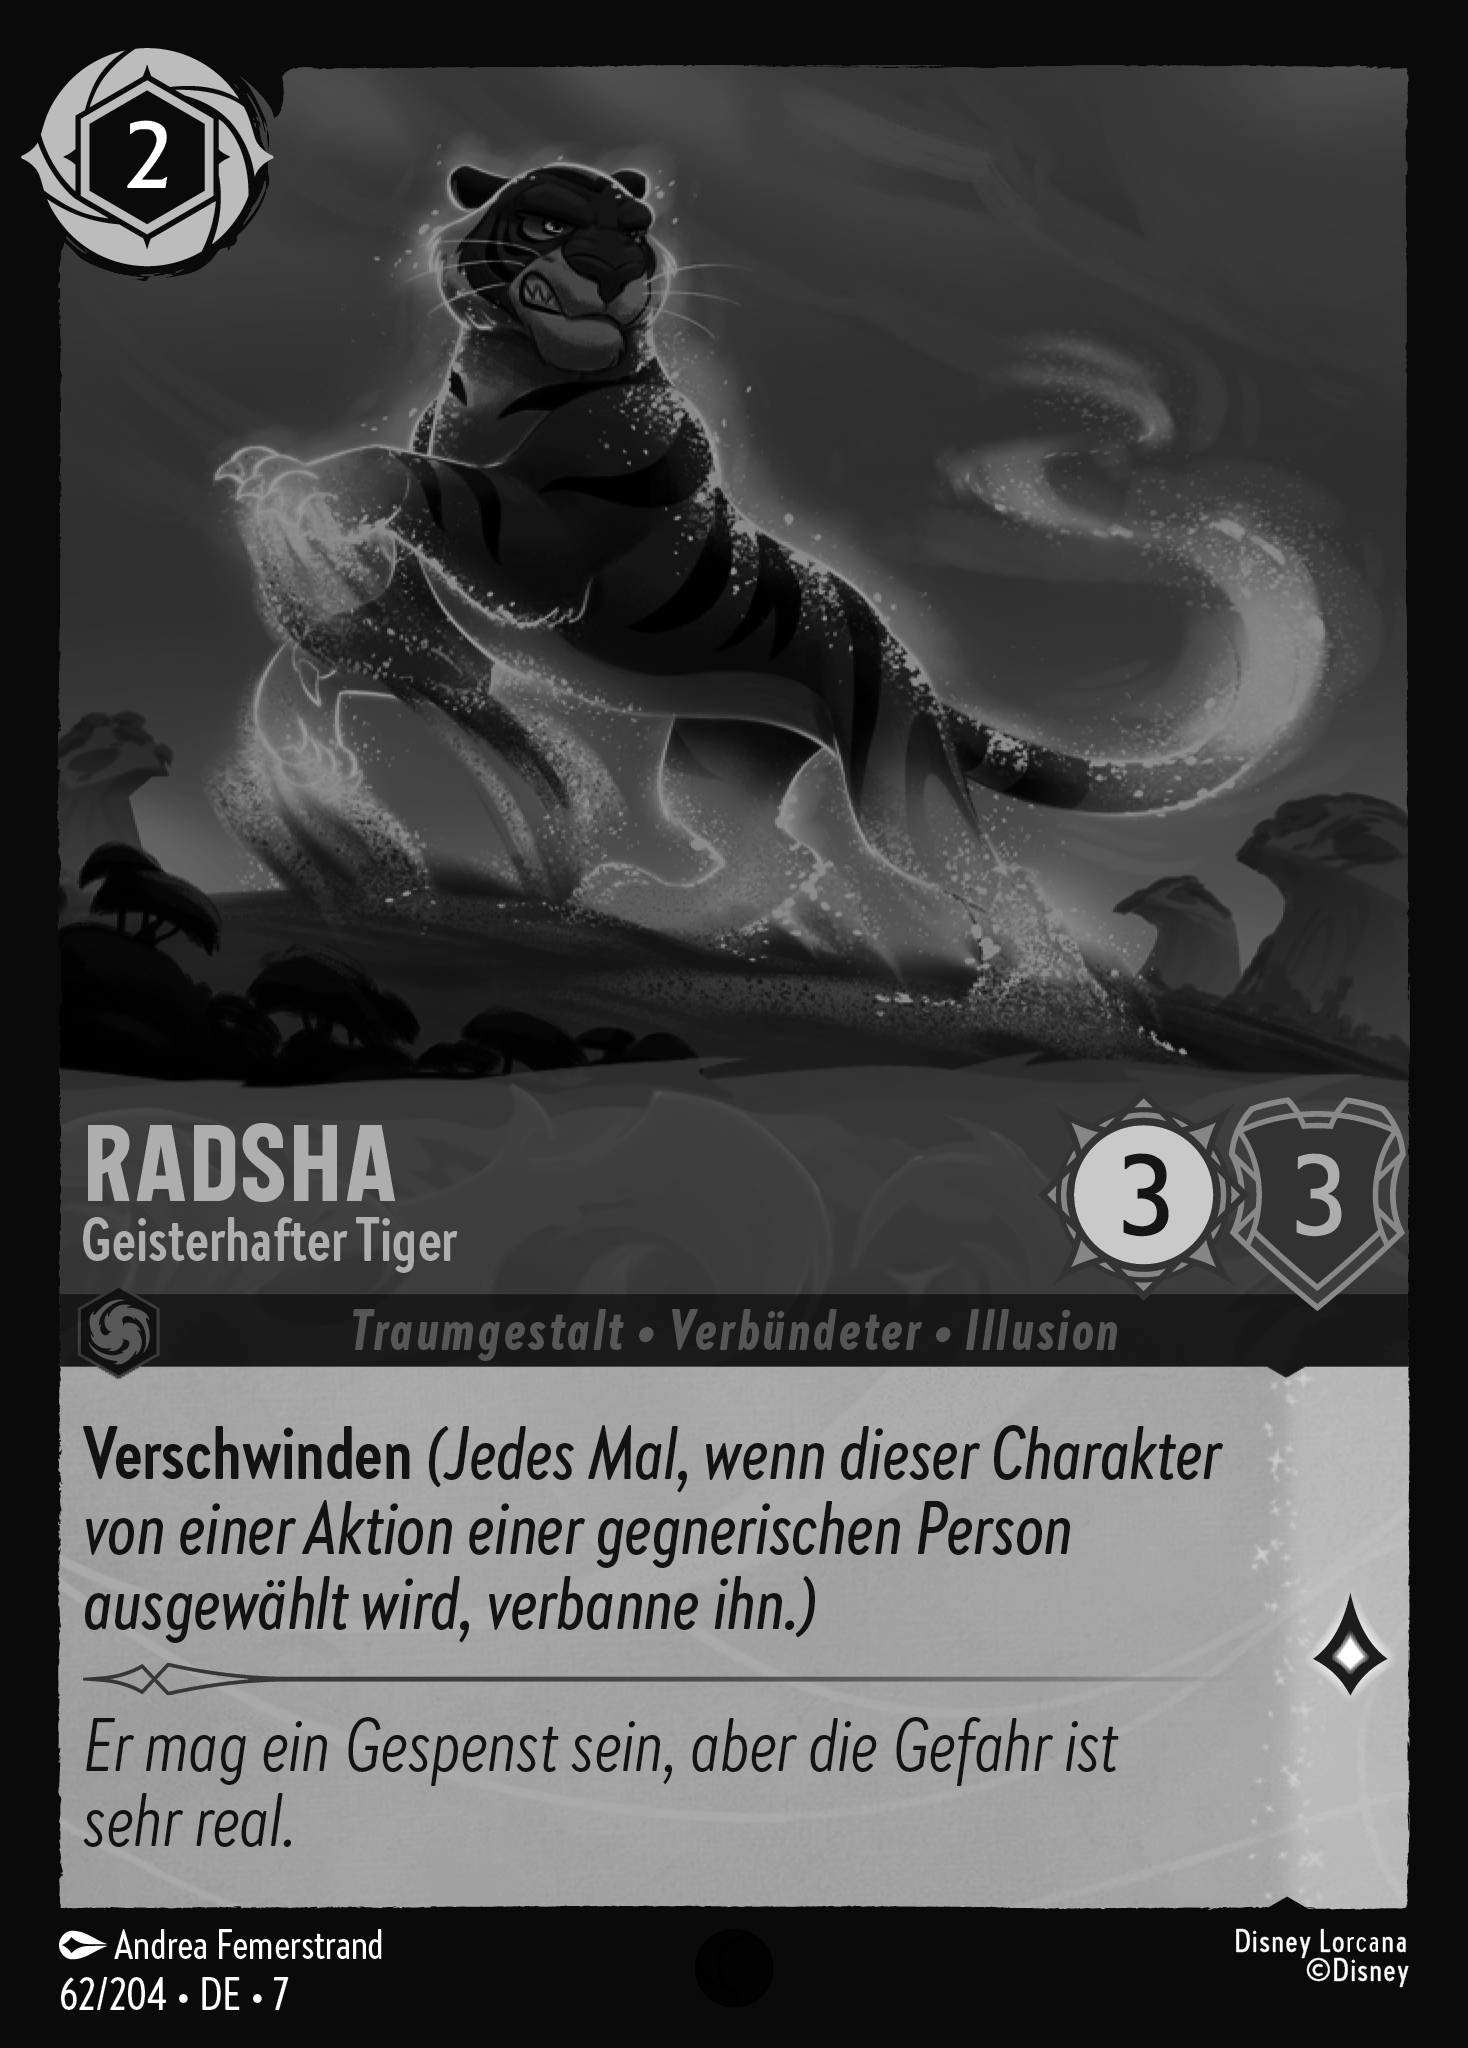 2
RADSHA
Geisterhafter Tiger
3 3
Traumgestalt • Verbündeter • Illusion
Verschwinden (Jedes Mal, wenn dieser Charakter
von einer Aktion einer gegnerischen Person
ausgewählt wird, verbanne ihn.)
Er mag ein Gespenst sein, aber die Gefahr ist
sehr real.
Andrea Femerstrand
62/204 • DE • 7
Disney Lorcana
©Disney